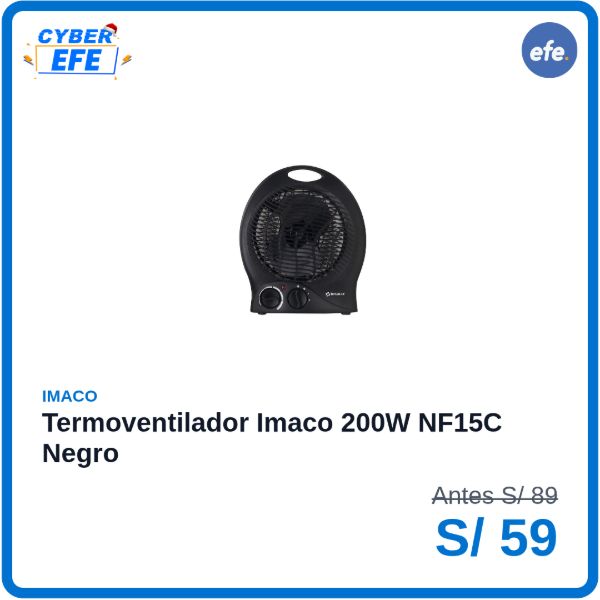 CYBER
EFE
efe.
IMACO
Termoventilador Imaco 200W NF15C
Negro
Antes S/ 89
S/ 59